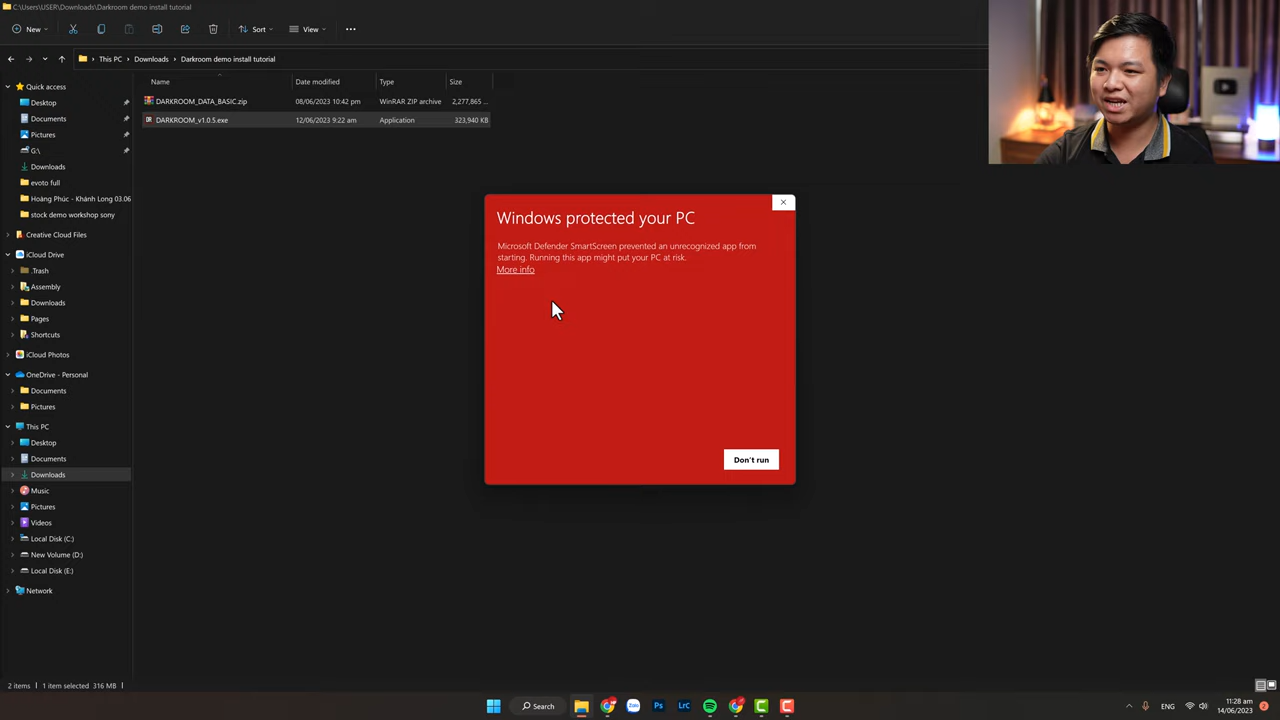 C:\Users\USER\Downloads\Darkroom demo install tutorial
New
Sort
View
This PC
Downloads
Darkroom demo install tutorial
Name
Date modified
Type
Size
DARKROOM_DATA_BASIC.zip
08/06/2023 10:42 pm
WinRAR ZIP archive
2,277,865 ...
DARKROOM_v1.0 5.exe
12/06/2023 9:22 am
Application
323,940 KB
Quick access
Desktop
Documents
Pictures
G:\
Downloads
evoto full
Hoàng Phúc - Khánh Long 03.06
stock demo workshop sony
Creative Cloud Files
iCloud Drive
.Trash
Assembly
Downloads
Pages
Shortcuts
iCloud Photos
OneDrive - Personal
Documents
Pictures
This PC
Desktop
Documents
Downloads
Music
Pictures
Videos
Local Disk (C:)
New Volume (D:)
Local Disk (E:)
Network
Windows protected your PC
Microsoft Defender SmartScreen prevented an unrecognized app from
starting. Running this app might put your PC at risk.
More info
Don't run
2 items
1 item selected 316 MB
Search
Zalo
Ps
LrC
ENG
11:28 am
14/06/2023